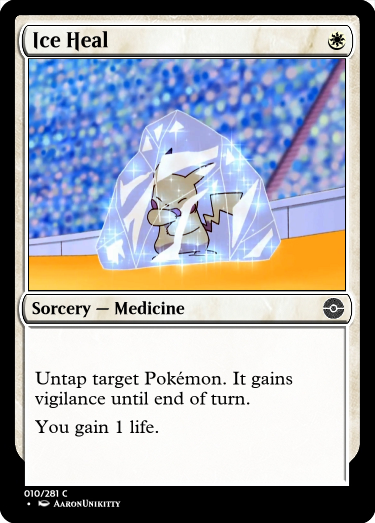 Ice Heal
Sorcery — Medicine
Untap target Pokémon. It gains
vigilance until end of turn.
You gain 1 life.
010/281 C
• AaronUnikitty